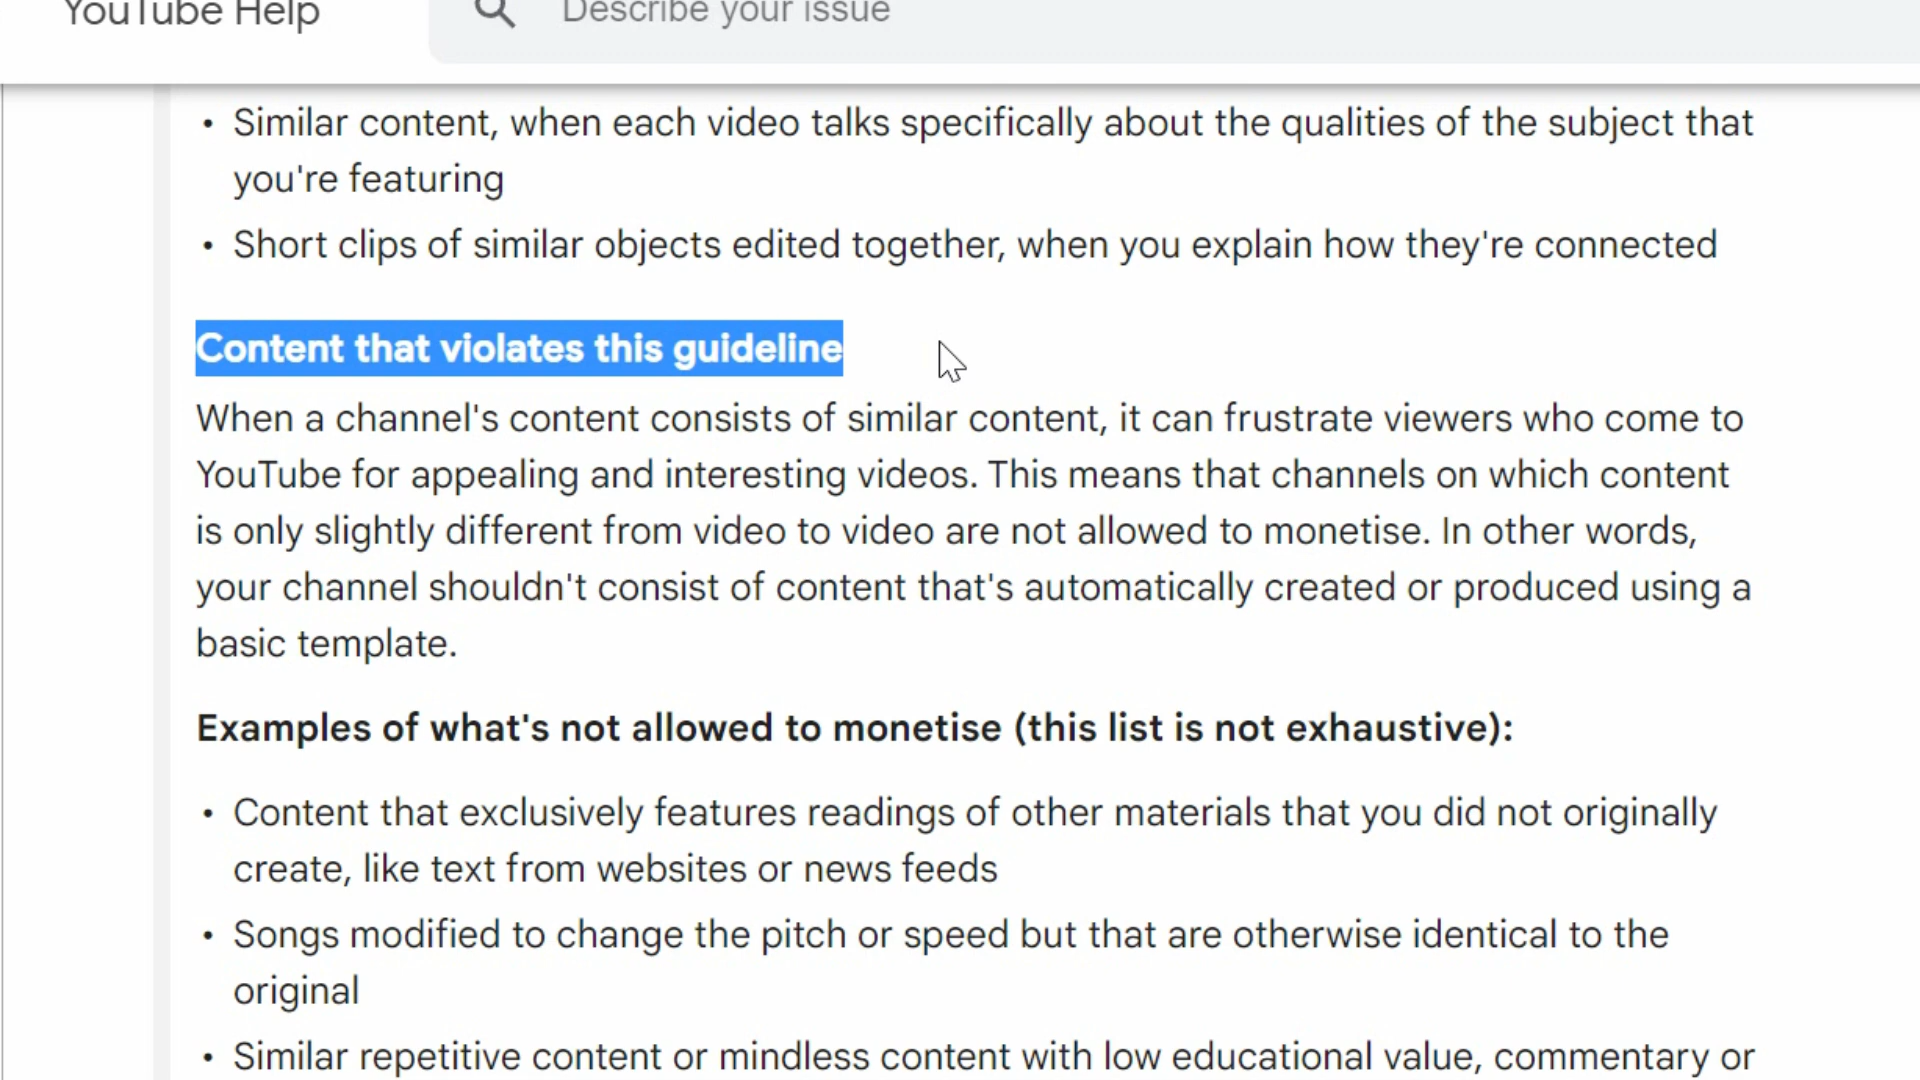 YouTube Help
Describe your issue
• Similar content, when each video talks specifically about the qualities of the subject that
you're featuring
• Short clips of similar objects edited together, when you explain how they're connected
Content that violates this guideline
When a channel's content consists of similar content, it can frustrate viewers who come to
YouTube for appealing and interesting videos. This means that channels on which content
is only slightly different from video to video are not allowed to monetise. In other words,
your channel shouldn't consist of content that's automatically created or produced using a
basic template.
Examples of what's not allowed to monetise (this list is not exhaustive):
• Content that exclusively features readings of other materials that you did not originally
create, like text from websites or news feeds
• Songs modified to change the pitch or speed but that are otherwise identical to the
original
• Similar repetitive content or mindless content with low educational value, commentary or